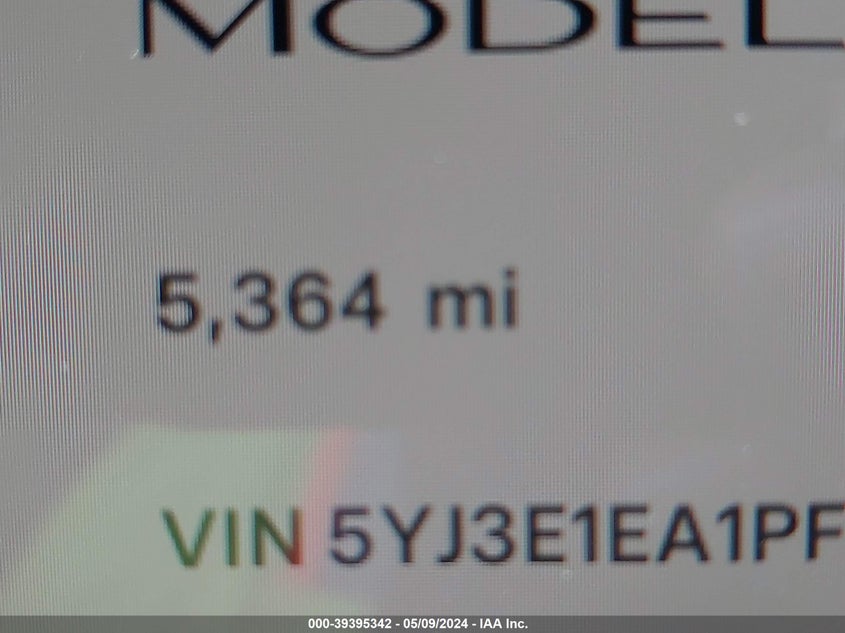 MODEL
5,364 mi
VIN 5YJ3E1EA1PF
000-39395342 - 05/09/2024 - IAA Inc.